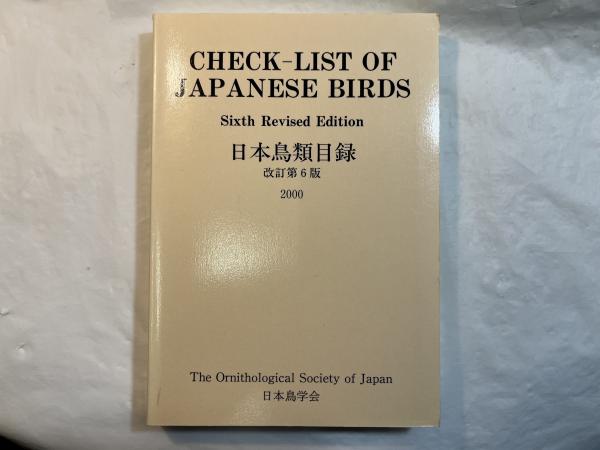 CHECK-LIST OF
JAPANESE BIRDS
Sixth Revised Edition
日本鳥類目録
改訂第6版
2000
The Ornithological Society of Japan
日本鳥学会